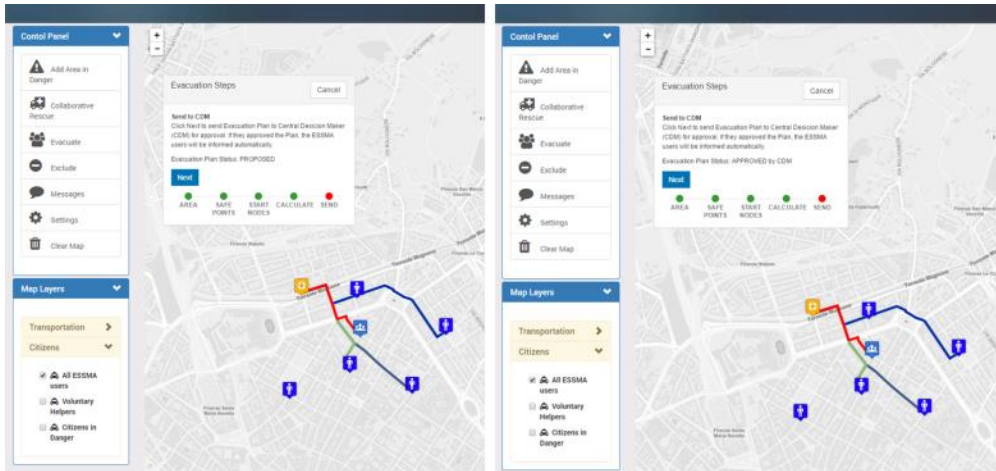 Contol Panel
Add Area in
Danger
Collaborative
Rescue
Evacuate
Exclude
Messages
Settings
Clear Map
Map Layers
Transportation
Citizens
All ESSMA
users
Voluntary
Helpers
Citizens in
Danger
+
-
Evacuation Steps
Cancel
Send to CDM
Click Next to send Evacuation Plan to Central Desicion Maker
(CDM) for approval. If they approved the Plan, the ESSMA
users will be informed automatically.
Evacuation Plan Status: PROPOSED
Next
AREA
SAFE
POINTS
START
NODES
CALCULATE
SEND
Contol Panel
Add Area in
Danger
Collaborative
Rescue
Evacuate
Exclude
Messages
Settings
Clear Map
Map Layers
Transportation
Citizens
All ESSMA
users
Voluntary
Helpers
Citizens in
Danger
+
-
Evacuation Steps
Cancel
Send to CDM
Click Next to send Evacuation Plan to Central Desicion Maker
(CDM) for approval. If they approved the Plan, the ESSMA
users will be informed automatically.
Evacuation Plan Status: APPROVED by CDM
Next
AREA
SAFE
POINTS
START
NODES
CALCULATE
SEND